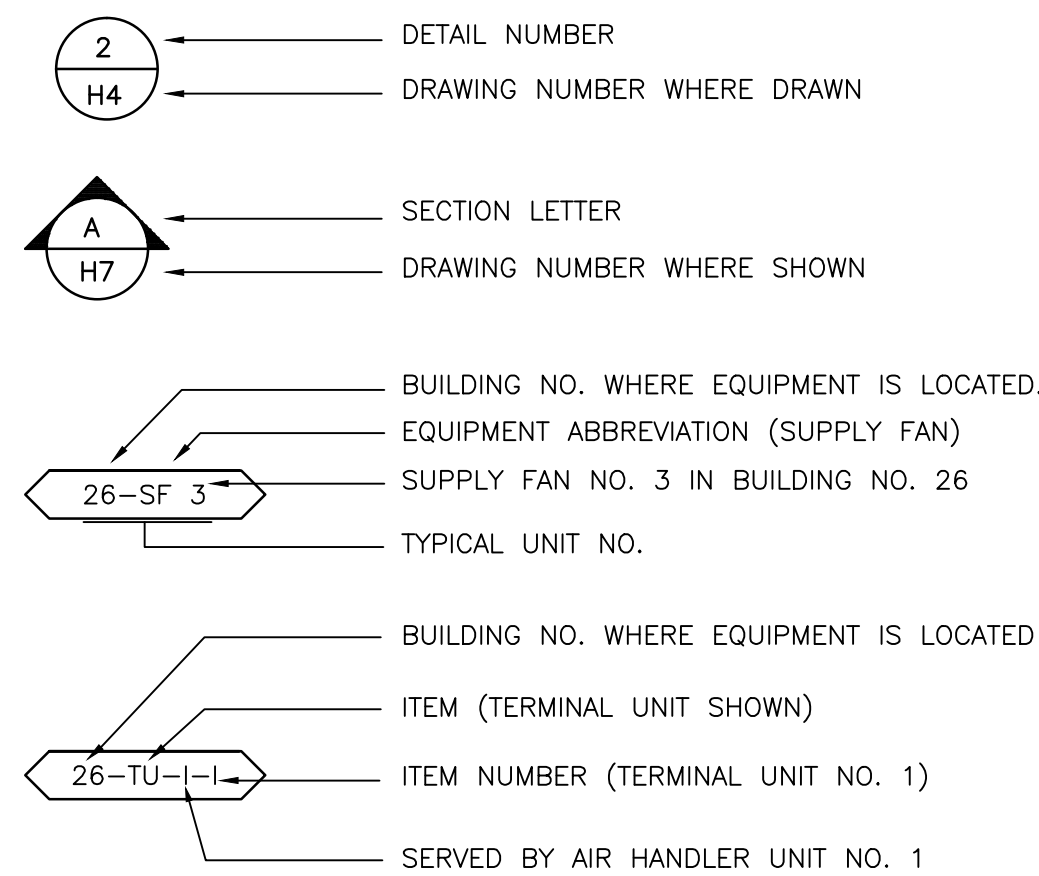 2
DETAIL NUMBER
H4
DRAWING NUMBER WHERE DRAWN
A
SECTION LETTER
H7
DRAWING NUMBER WHERE SHOWN
BUILDING NO. WHERE EQUIPMENT IS LOCATED.
EQUIPMENT ABBREVIATION (SUPPLY FAN)
26-SF 3
SUPPLY FAN NO. 3 IN BUILDING NO. 26
TYPICAL UNIT NO.
BUILDING NO. WHERE EQUIPMENT IS LOCATED
ITEM (TERMINAL UNIT SHOWN)
26-TU-1-1
ITEM NUMBER (TERMINAL UNIT NO. 1)
SERVED BY AIR HANDLER UNIT NO. 1